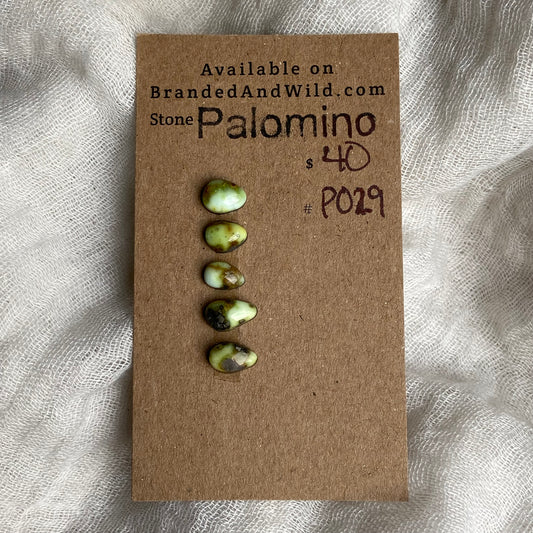 Available on
BrandedAndWild.com
Stone Palomino
$ 40
# P029